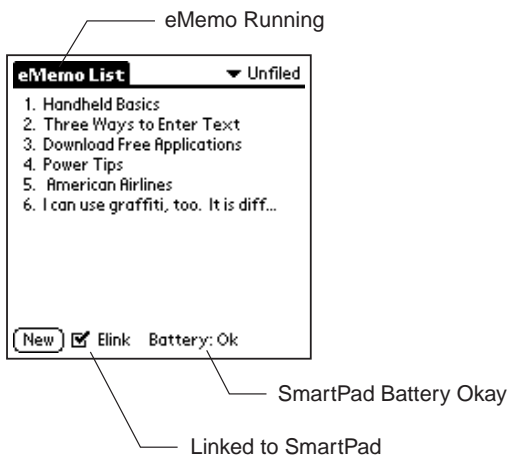 eMemo Running
eMemo List Unfiled
1. Handheld Basics
2. Three Ways to Enter Text
3. Download Free Applications
4. Power Tips
5. American Airlines
6. I can use graffiti, too. It is diff...
New Elink Battery: Ok
SmartPad Battery Okay
Linked to SmartPad